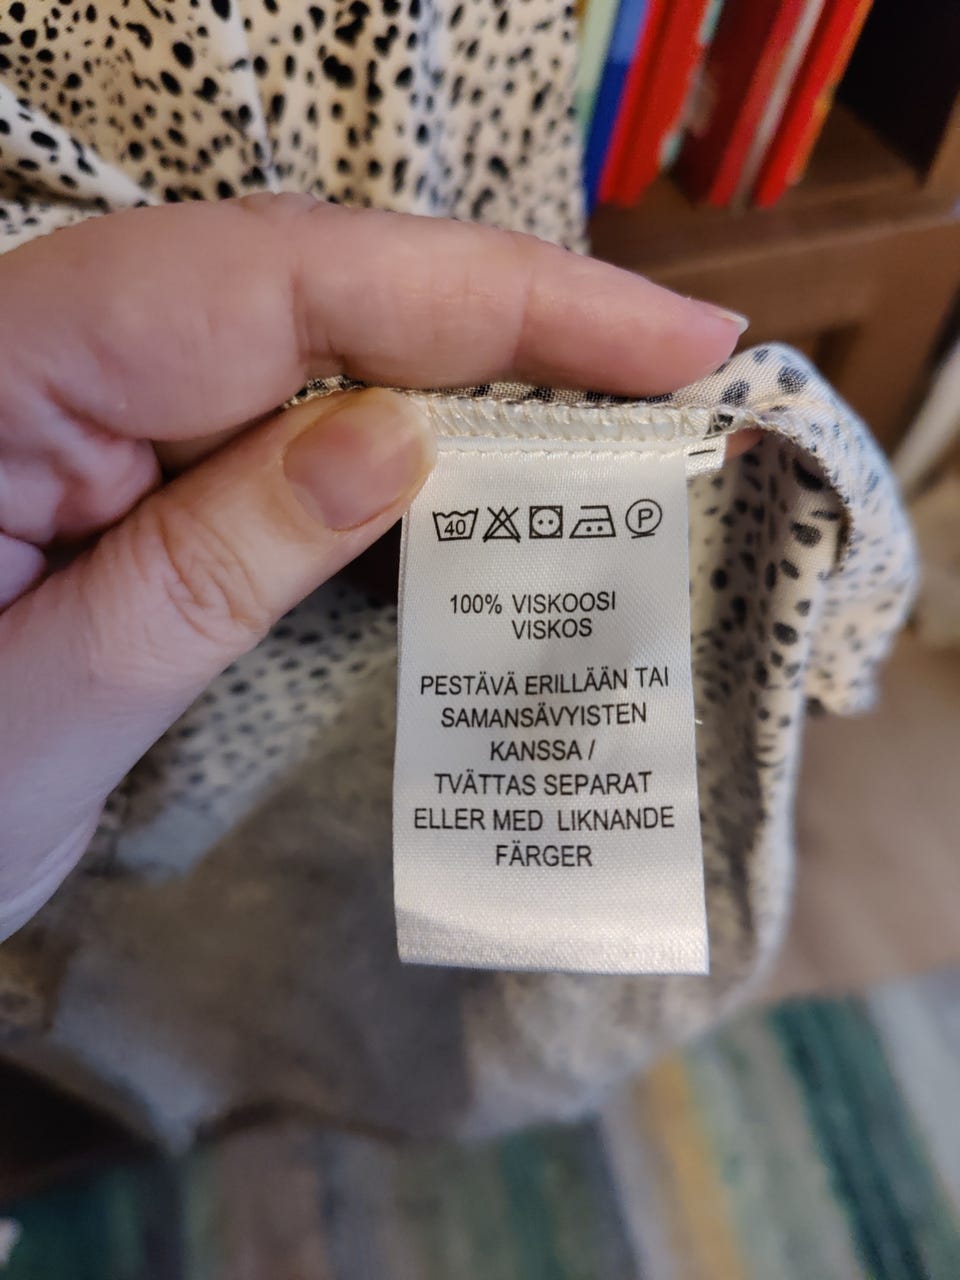 40 P
100% VISKOOSI
VISKOS
PESTÄVÄ ERILLÄÄN TAI
SAMANSÄVYISTEN
KANSSA /
TVÄTTAS SEPARAT
ELLER MED LIKNANDE
FÄRGER